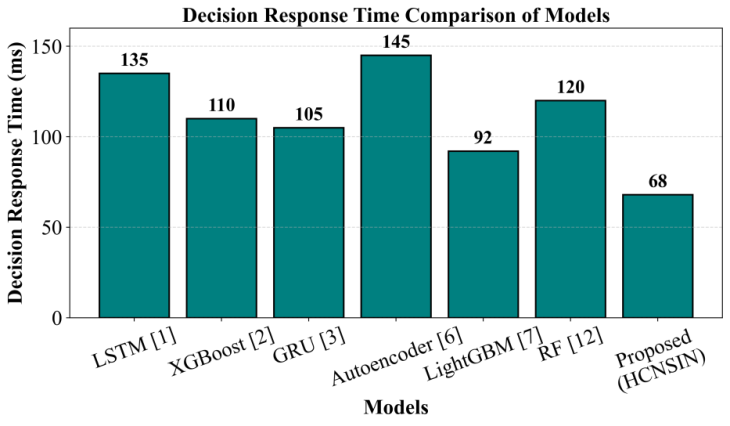 Decision Response Time Comparison of Models
Decision Response Time (ms)
150
100
50
0
135
110
105
145
92
120
68
LSTM [1]
XGBoost [2]
GRU [3]
Autoencoder [6]
LightGBM [7]
RF [12]
Proposed
(HCNSIN)
Models